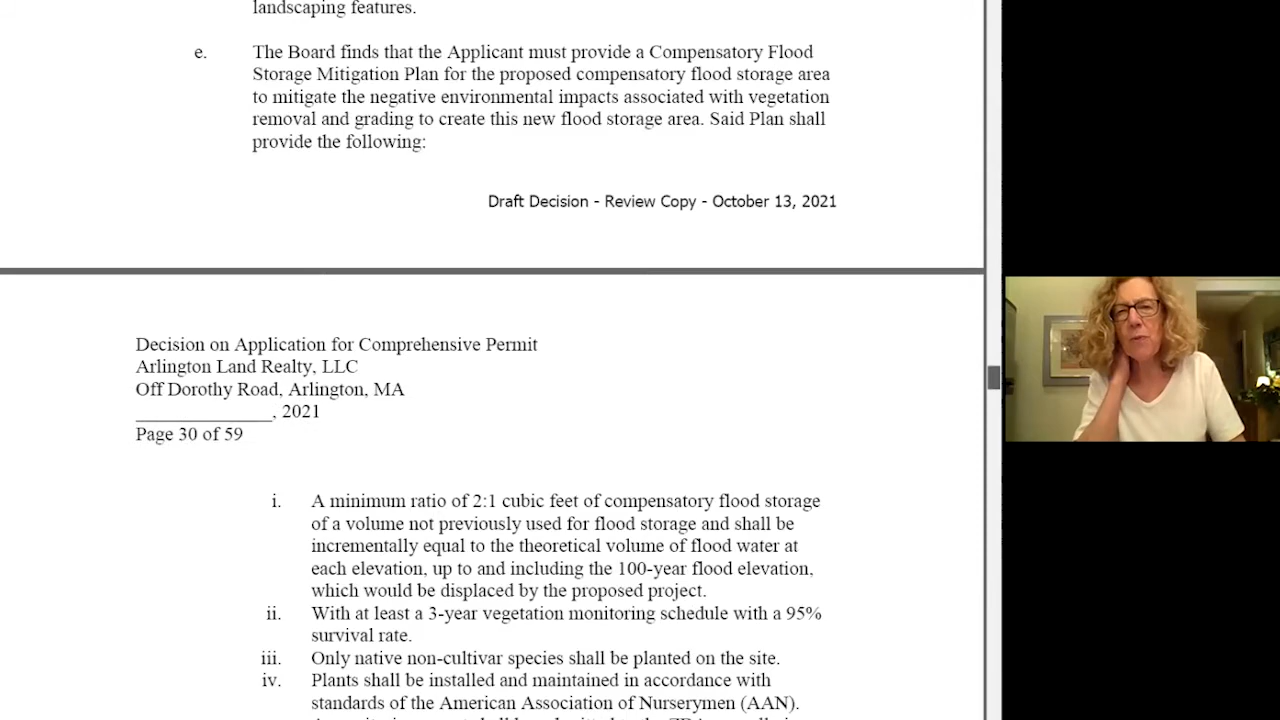 landscaping features.
e. The Board finds that the Applicant must provide a Compensatory Flood
Storage Mitigation Plan for the proposed compensatory flood storage area
to mitigate the negative environmental impacts associated with vegetation
removal and grading to create this new flood storage area. Said Plan shall
provide the following:
Draft Decision - Review Copy - October 13, 2021
Decision on Application for Comprehensive Permit
Arlington Land Realty, LLC
Off Dorothy Road, Arlington, MA
_______________, 2021
Page 30 of 59
i. A minimum ratio of 2:1 cubic feet of compensatory flood storage
of a volume not previously used for flood storage and shall be
incrementally equal to the theoretical volume of flood water at
each elevation, up to and including the 100-year flood elevation,
which would be displaced by the proposed project.
ii. With at least a 3-year vegetation monitoring schedule with a 95%
survival rate.
iii. Only native non-cultivar species shall be planted on the site.
iv. Plants shall be installed and maintained in accordance with
standards of the American Association of Nurserymen (AAN).